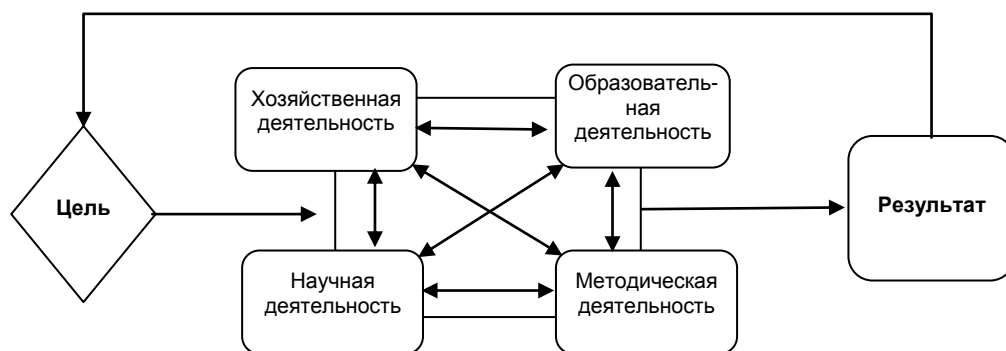 Хозяйственная
деятельность
Образователь-
ная
деятельность
Цель
Результат
Научная
деятельность
Методическая
деятельность